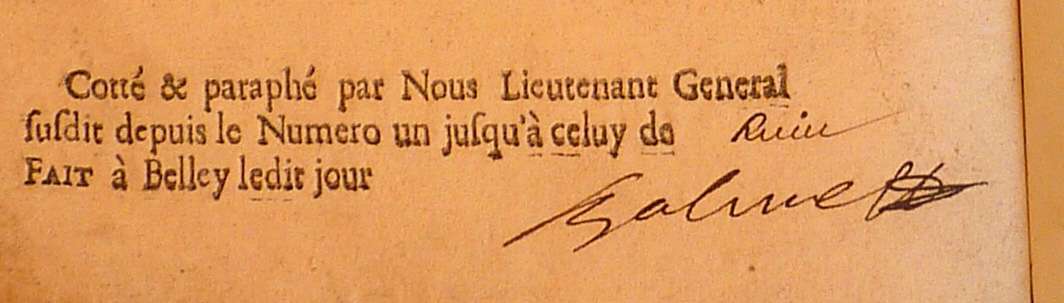 Cotté & paraphé par Nous Lieutenant General
ſuſdit depuis le Numero un juſqu'à celuy de
FAIT à Belley ledit jour